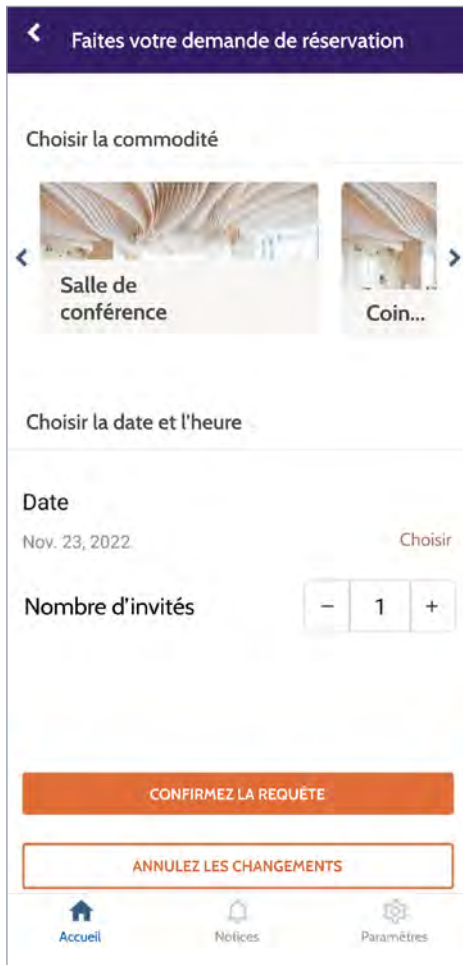 Faites votre demande de réservation
Choisir la commodité
Salle de
conférence
Coin...
Choisir la date et l'heure
Date
Nov. 23, 2022
Choisir
Nombre d'invités
− 1 +
CONFIRMEZ LA REQUÊTE
ANNULEZ LES CHANGEMENTS
Accueil Notices Paramètres